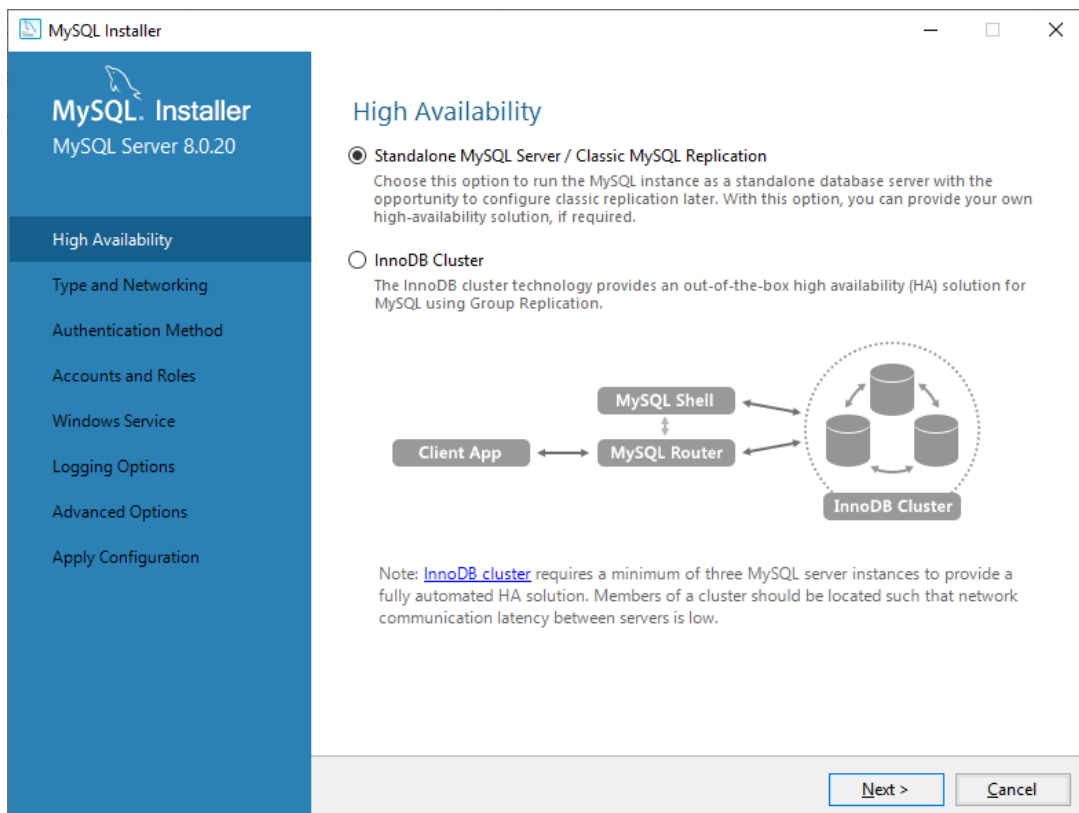 MySQL Installer
MySQL. Installer
MySQL Server 8.0.20
High Availability
Type and Networking
Authentication Method
Accounts and Roles
Windows Service
Logging Options
Advanced Options
Apply Configuration
High Availability
Standalone MySQL Server / Classic MySQL Replication
Choose this option to run the MySQL instance as a standalone database server with the
opportunity to configure classic replication later. With this option, you can provide your own
high-availability solution, if required.
InnoDB Cluster
The InnoDB cluster technology provides an out-of-the-box high availability (HA) solution for
MySQL using Group Replication.
MySQL Shell
Client App
MySQL Router
InnoDB Cluster
Note: InnoDB cluster requires a minimum of three MySQL server instances to provide a
fully automated HA solution. Members of a cluster should be located such that network
communication latency between servers is low.
Next >
Cancel